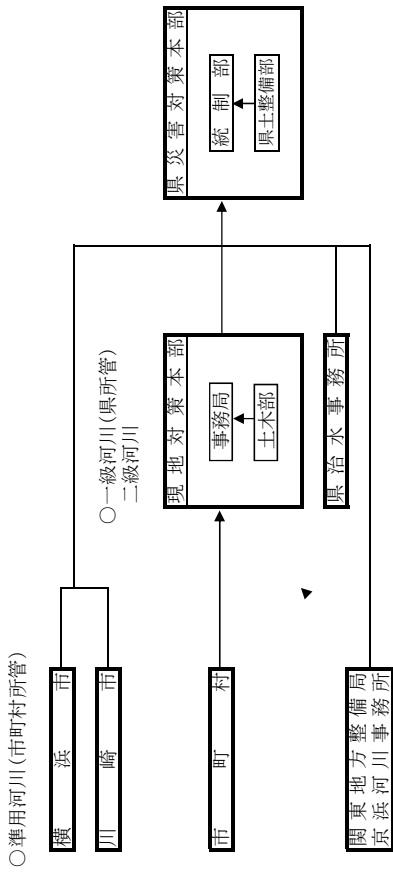 ○準用河川(市町村所管)
横浜市
川崎市
市町村
関東地方整備局
京浜河川事務所
○一級河川(県所管)
二級河川
現地対策本部
事務局
土木部
県治水事務所
県災害対策本部
統制部
県土整備部